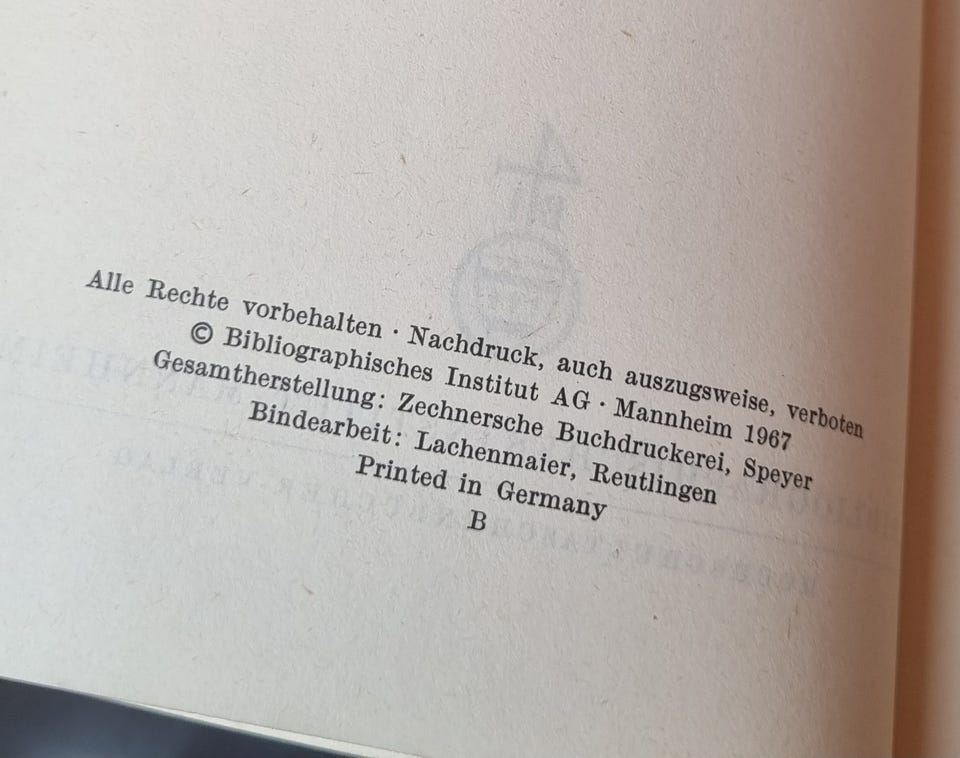 Alle Rechte vorbehalten · Nachdruck, auch auszugsweise, verboten
© Bibliographisches Institut AG · Mannheim 1967
Gesamtherstellung: Zechnersche Buchdruckerei, Speyer
Bindearbeit: Lachenmaier, Reutlingen
Printed in Germany
B